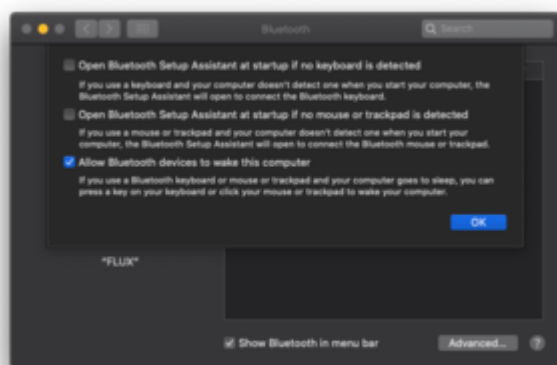 Bluetooth
Search
Open Bluetooth Setup Assistant at startup if no keyboard is detected
If you use a keyboard and your computer doesn't detect one when you start your computer, the
Bluetooth Setup Assistant will open to connect the Bluetooth keyboard.
Open Bluetooth Setup Assistant at startup if no mouse or trackpad is detected
If you use a mouse or trackpad and your computer doesn't detect one when you start your
computer, the Bluetooth Setup Assistant will open to connect the Bluetooth mouse or trackpad.
Allow Bluetooth devices to wake this computer
If you use a Bluetooth keyboard or mouse or trackpad and your computer goes to sleep, you can
press a key on your keyboard or click your mouse or trackpad to wake your computer.
OK
"FLUX"
Show Bluetooth in menu bar
Advanced...
?